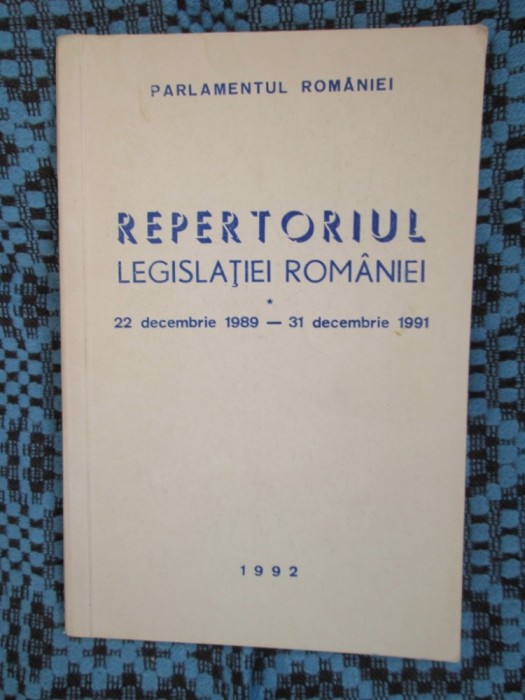 PARLAMENTUL ROMÂNIEI
REPERTORIUL
LEGISLAŢIEI ROMÂNIEI
*
22 decembrie 1989 — 31 decembrie 1991
1992